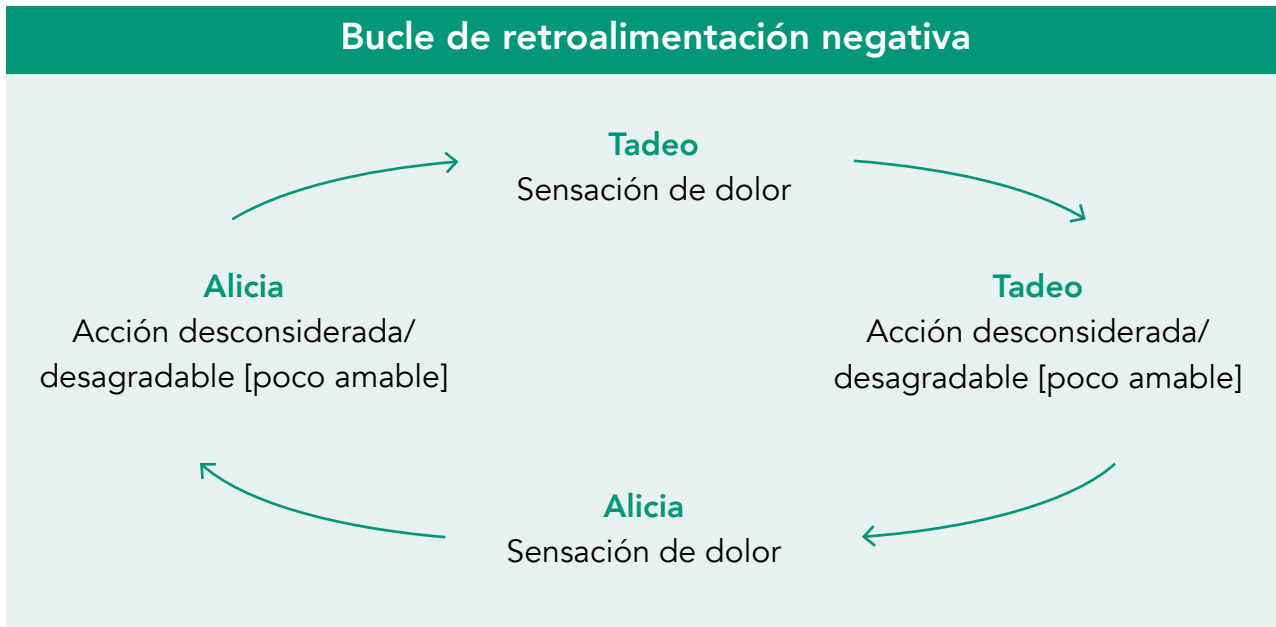 Bucle de retroalimentación negativa
Tadeo
Sensación de dolor
Alicia
Acción desconsiderada/
desagradable [poco amable]
Tadeo
Acción desconsiderada/
desagradable [poco amable]
Alicia
Sensación de dolor